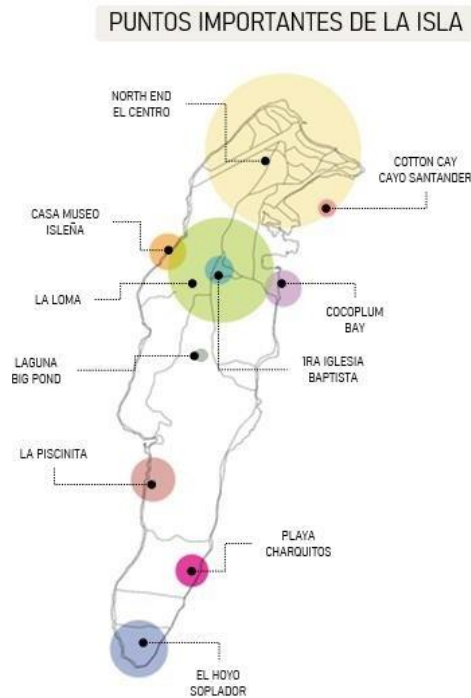 PUNTOS IMPORTANTES DE LA ISLA
NORTH END
EL CENTRO
COTTON CAY
CAYO SANTANDER
CASA MUSEO
ISLEÑA
LA LOMA
COCOPLUM
BAY
LAGUNA
BIG POND
1RA IGLESIA
BAPTISTA
LA PISCINITA
PLAYA
CHARQUITOS
EL HOYO
SOPLADOR